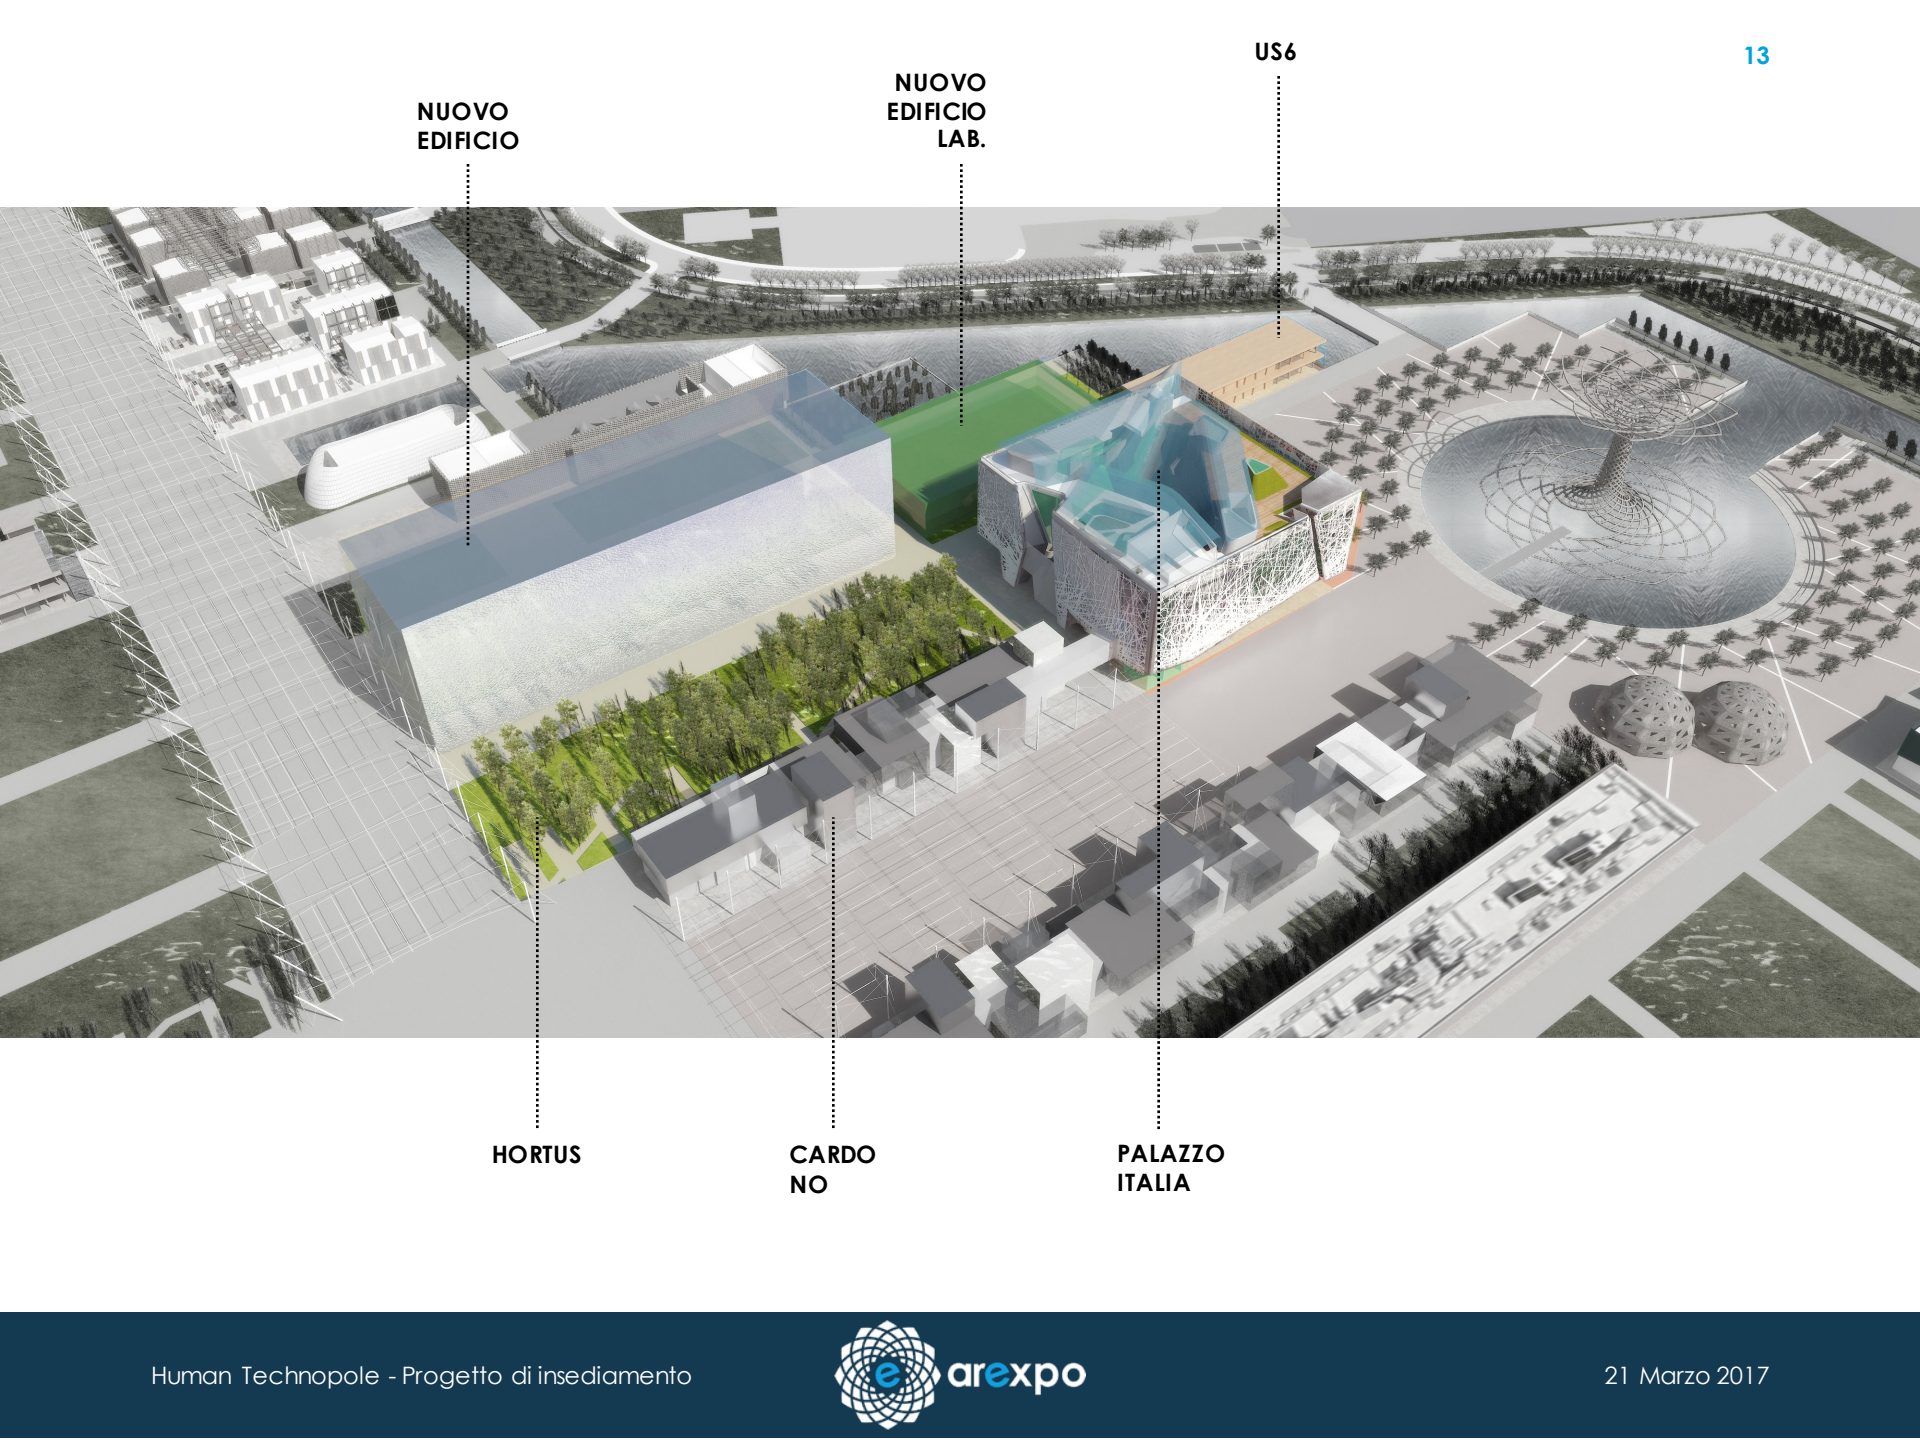 US6
13
NUOVO
EDIFICIO
LAB.
NUOVO
EDIFICIO
HORTUS
CARDO
NO
PALAZZO
ITALIA
Human Technopole - Progetto di insediamento
e arexpo
21 Marzo 2017